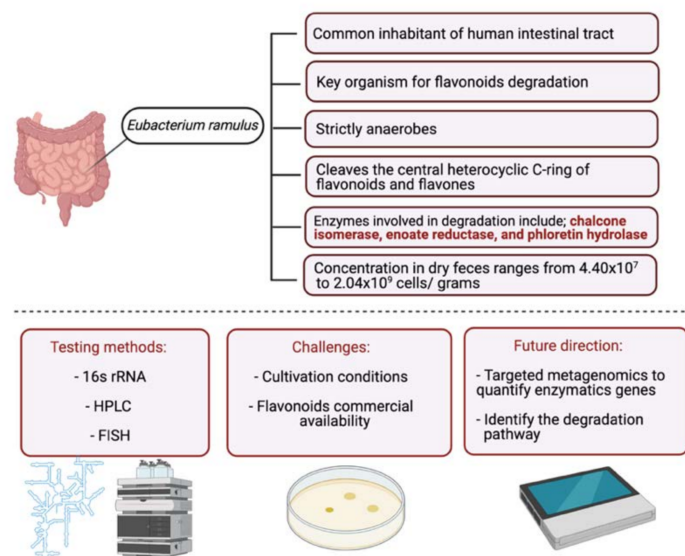 Common inhabitant of human intestinal tract
Key organism for flavonoids degradation
Eubacterium ramulus
Strictly anaerobes
Cleaves the central heterocyclic C-ring of
flavonoids and flavones
Enzymes involved in degradation include; chalcone
isomerase, enoate reductase, and phloretin hydrolase
Concentration in dry feces ranges from 4.40x10⁷
to 2.04x10⁹ cells/ grams
Testing methods:
- 16s rRNA
- HPLC
- FISH
Challenges:
- Cultivation conditions
- Flavonoids commercial
availability
Future direction:
- Targeted metagenomics to
quantify enzymatics genes
- Identify the degradation
pathway